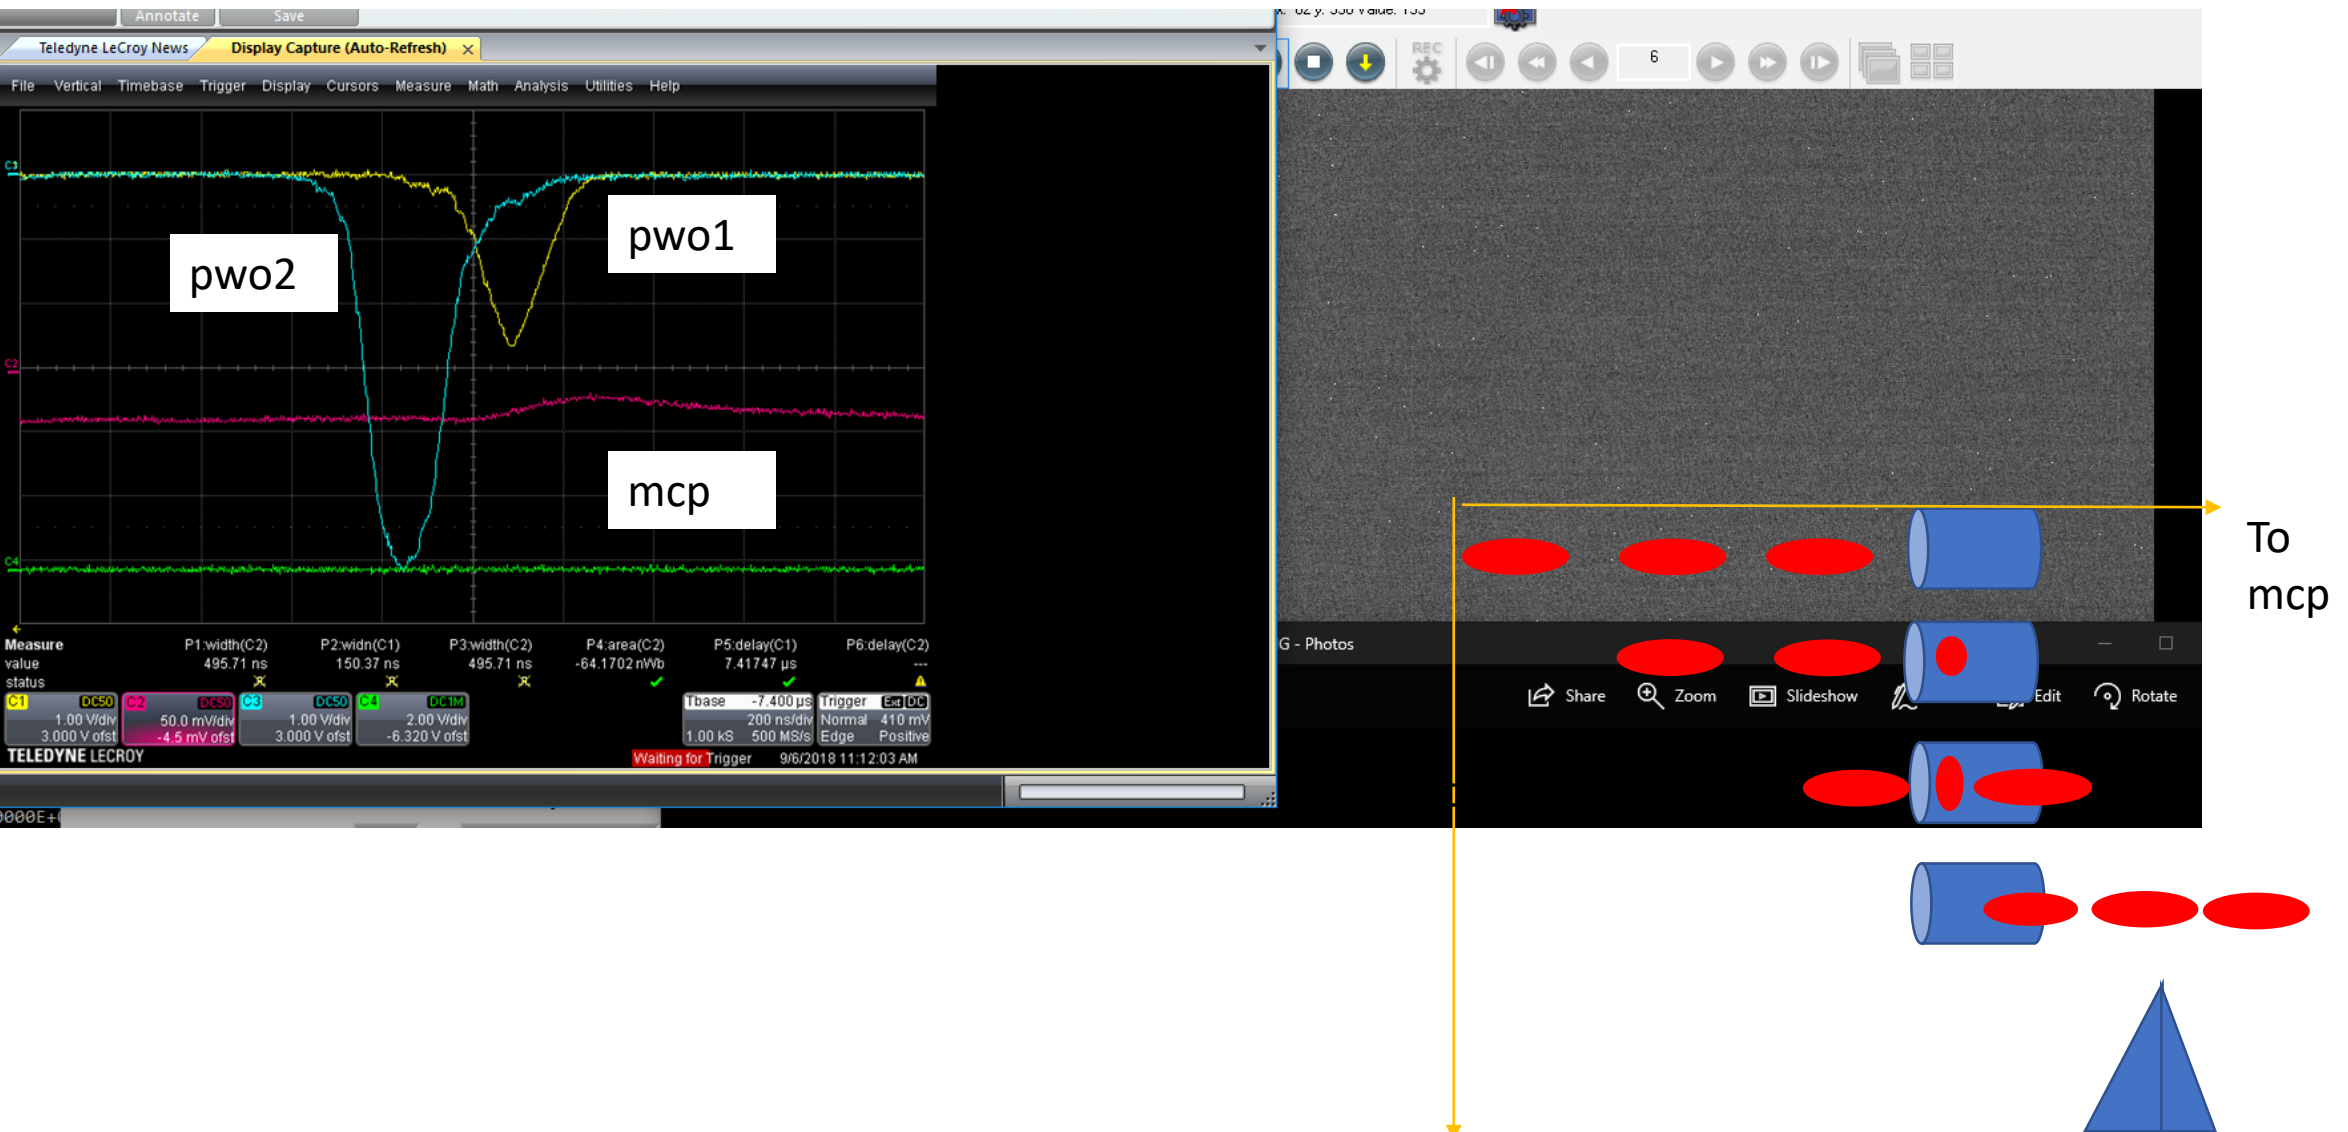 Annotate Save
Teledyne LeCroy News Display Capture (Auto-Refresh) ×
File Vertical Timebase Trigger Display Cursors Measure Math Analysis Utilities Help
REC
6
C3
pwo1
pwo2
C2
mcp
C4
To
mcp
Measure P1:width(C2) P2:widn(C1) P3:width(C2) P4:area(C2) P5:delay(C1) P6:delay(C2)
value 495.71 ns 150.37 ns 495.71 ns -64.1702 nWb 7.41747 µs ---
status
C1 DC50 C2 DC50 C3 DC50 C4 DC1M
1.00 V/div 50.0 mV/div 1.00 V/div 2.00 V/div
3.000 V ofst -4.5 mV ofst 3.000 V ofst -6.320 V ofst
Tbase -7.400 µs Trigger Ext DC
200 ns/div Normal 410 mV
1.00 kS 500 MS/s Edge Positive
TELEDYNE LECROY Waiting for Trigger 9/6/2018 11:12:03 AM
G - Photos
Share Zoom Slideshow Edit Rotate